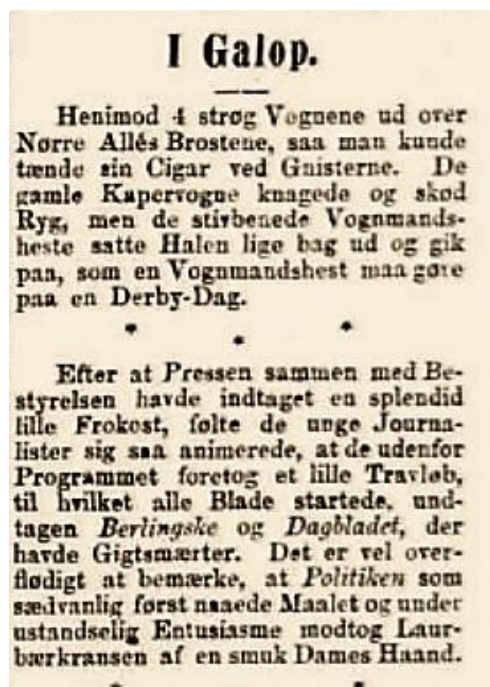 I Galop.
Henimod 4 strøg Vognene ud over
Nørre Allés Brostene, saa man kunde
tænde sin Cigar ved Gnisterne. De
gamle Kapervogne knagede og skød
Ryg, men de stivbenede Vognmands-
heste satte Halen lige bag ud og gik
paa, som en Vognmandshest maa gøre
paa en Derby-Dag.
* * *
Efter at Pressen sammen med Be-
styrelsen havde indtaget en splendid
lille Frokost, følte de unge Journa-
lister sig saa animerede, at de udenfor
Programmet foretog et lille Travløb,
til hvilket alle Blade startede, und-
tagen Berlingske og Dagbladet, der
havde Gigtsmærter. Det er vel over-
flødigt at bemærke, at Politiken som
sædvanlig først naaede Maalet og under
ustandselig Entusiasme modtog Laur-
bærkransen af en smuk Dames Haand.